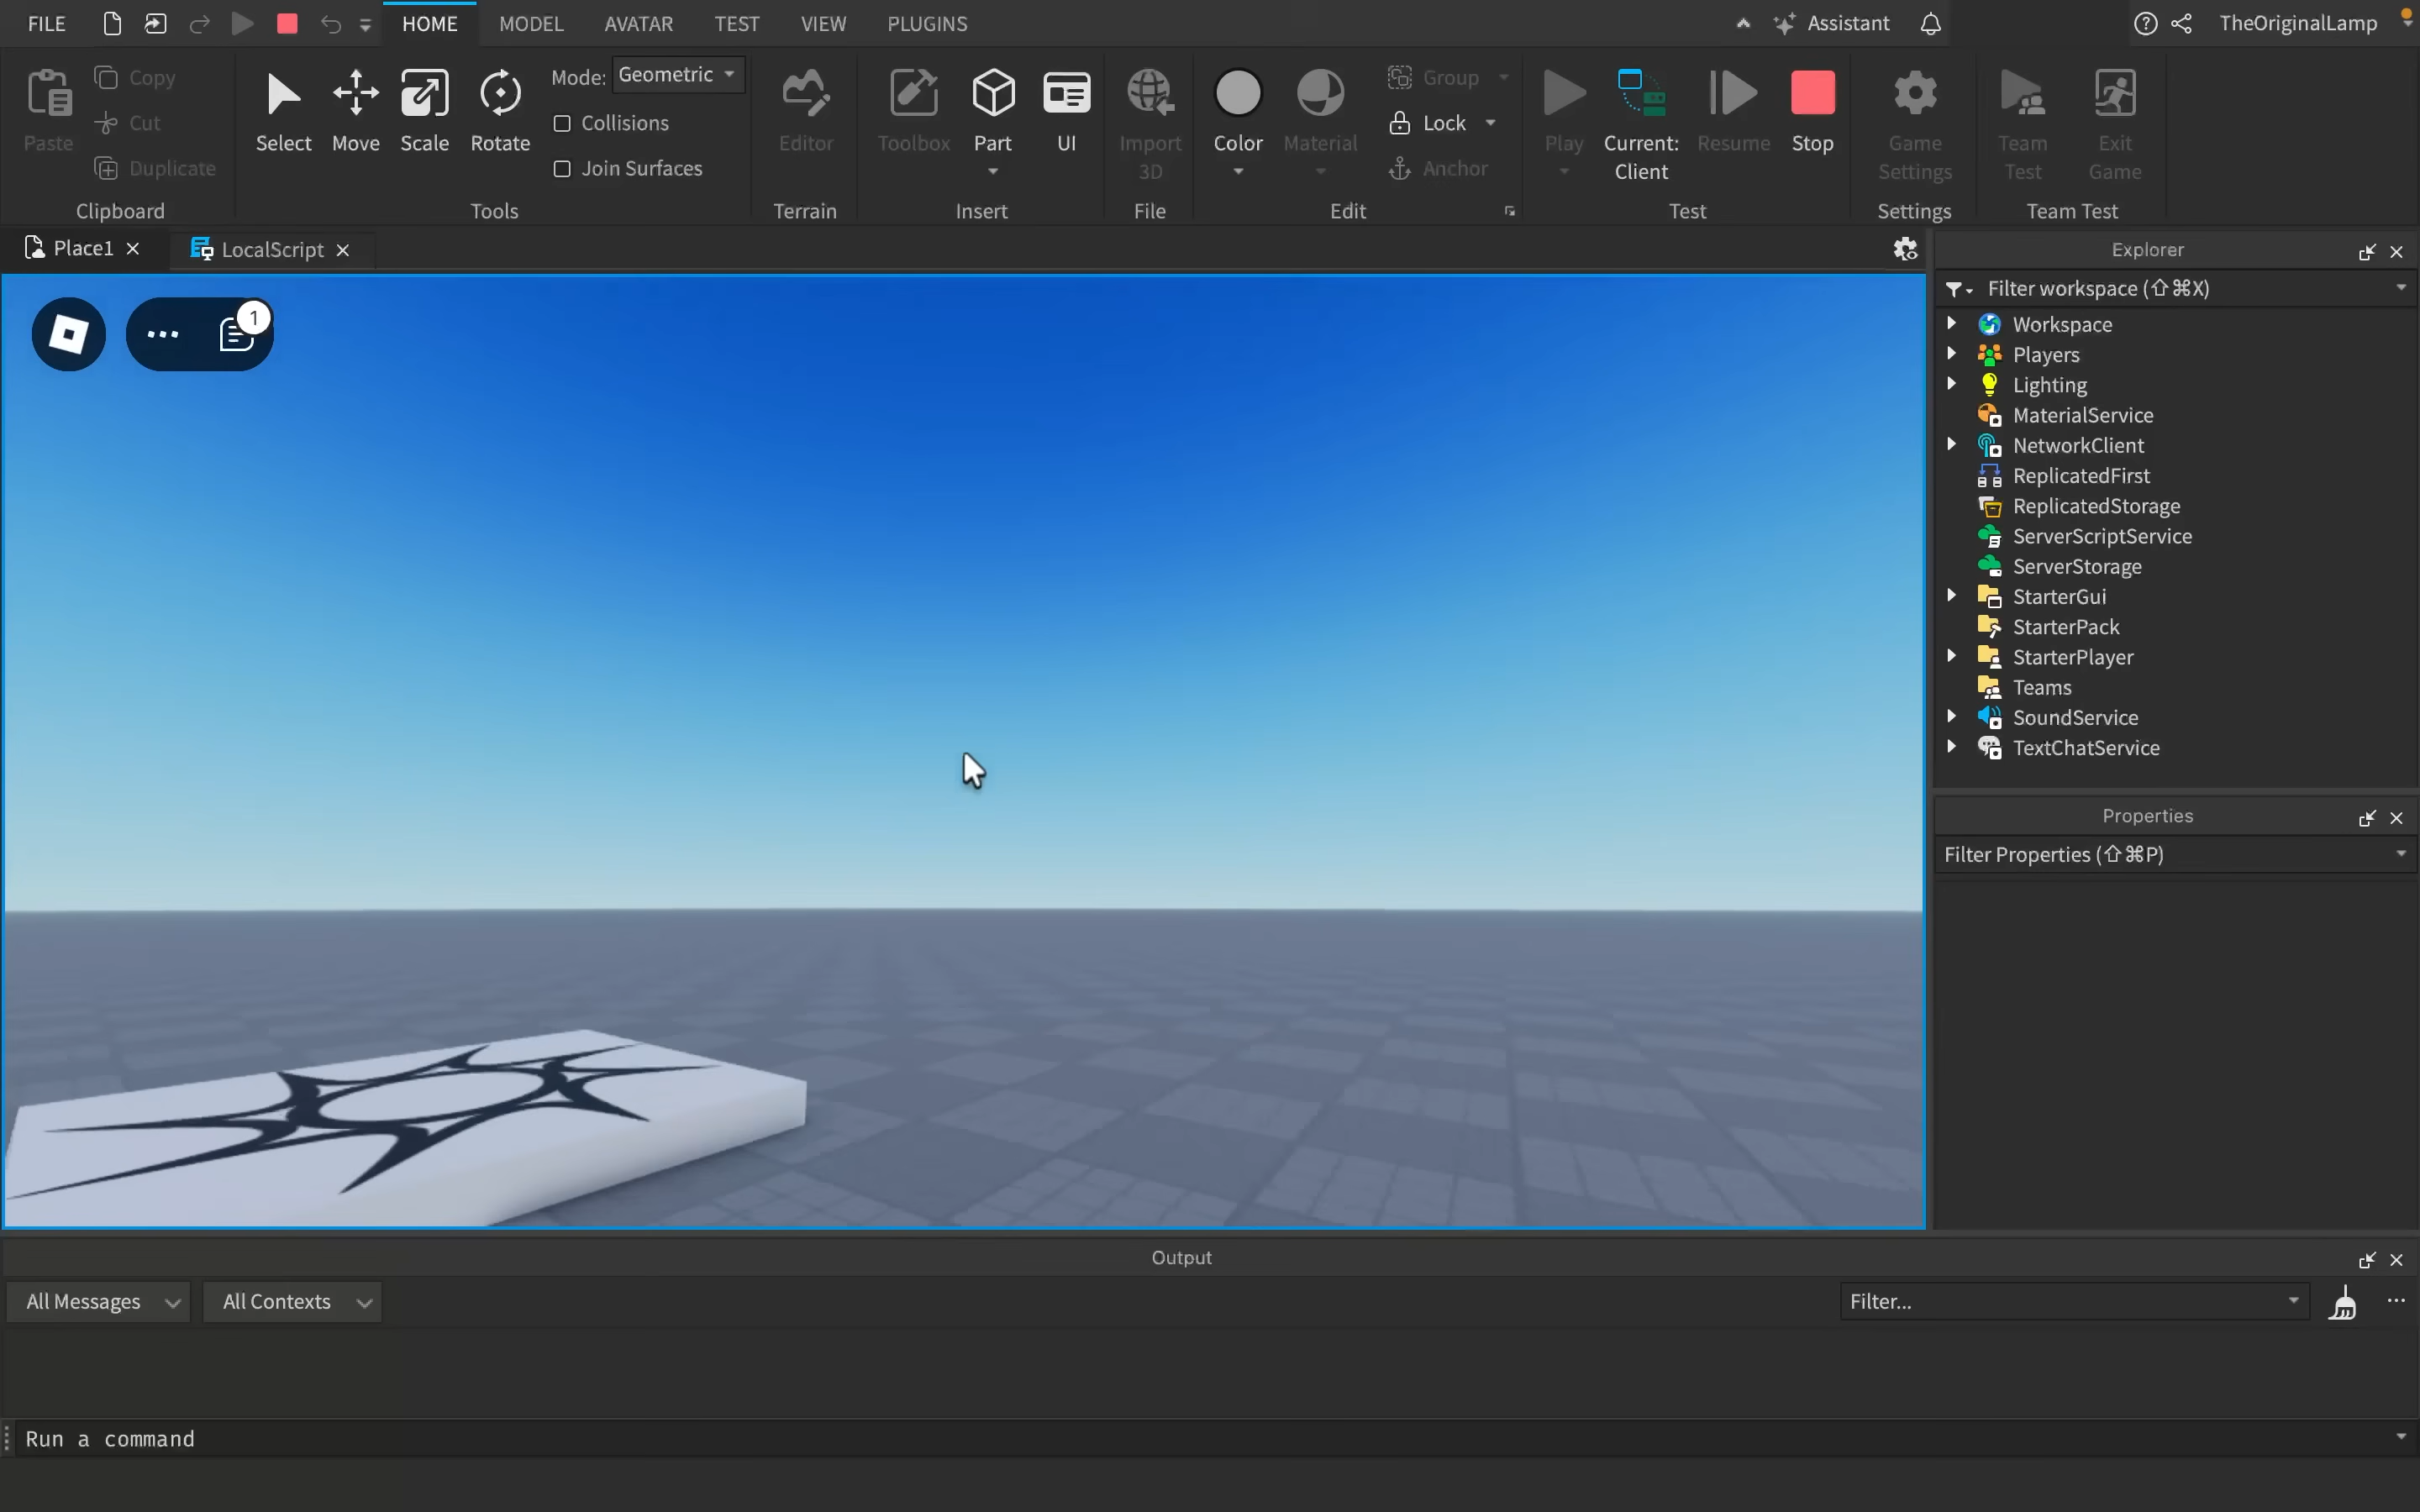 FILE HOME MODEL AVATAR TEST VIEW PLUGINS Assistant TheOriginalLamp
Paste
Copy
Cut
Duplicate
Clipboard
Select Move Scale Rotate
Mode: Geometric
Collisions
Join Surfaces
Tools
Editor
Terrain
Toolbox Part UI
Insert
Import
3D
File
Color Material
Group
Lock
Anchor
Edit
Play
Current:
Client
Resume Stop
Test
Game
Settings
Settings
Team
Test
Exit
Game
Team Test
Place1 LocalScript
1
Explorer
Filter workspace (⇧⌘X)
Workspace
Players
Lighting
MaterialService
NetworkClient
ReplicatedFirst
ReplicatedStorage
ServerScriptService
ServerStorage
StarterGui
StarterPack
StarterPlayer
Teams
SoundService
TextChatService
Properties
Filter Properties (⇧⌘P)
Output
All Messages All Contexts Filter...
Run a command